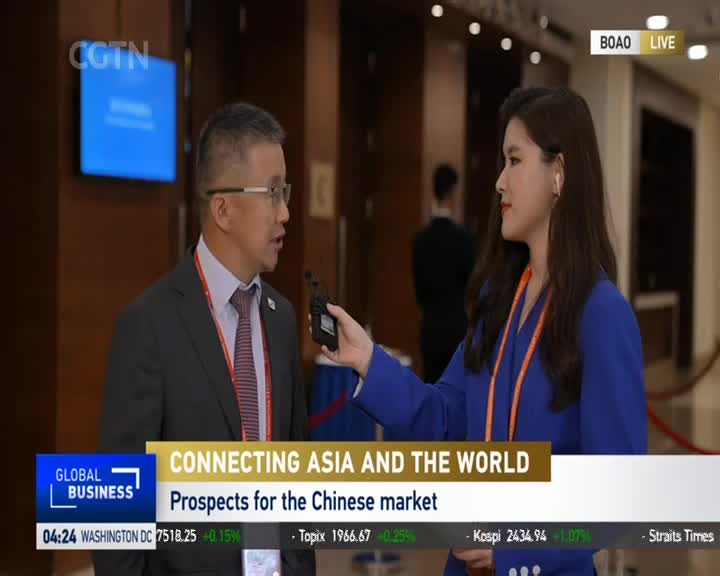 CGTN
BOAO LIVE
CONNECTING ASIA AND THE WORLD
GLOBAL BUSINESS
Prospects for the Chinese market
04:24 WASHINGTON DC 7518.25 +0.15% - Topix 1966.67 +0.25% - Kospi 2434.94 +1.07% - Straits Times